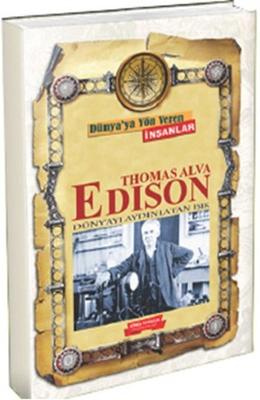 Dünya'ya Yön Veren
İNSANLAR
THOMAS ALVA
EDISON
DÜNYAYI AYDINLATAN IŞIK